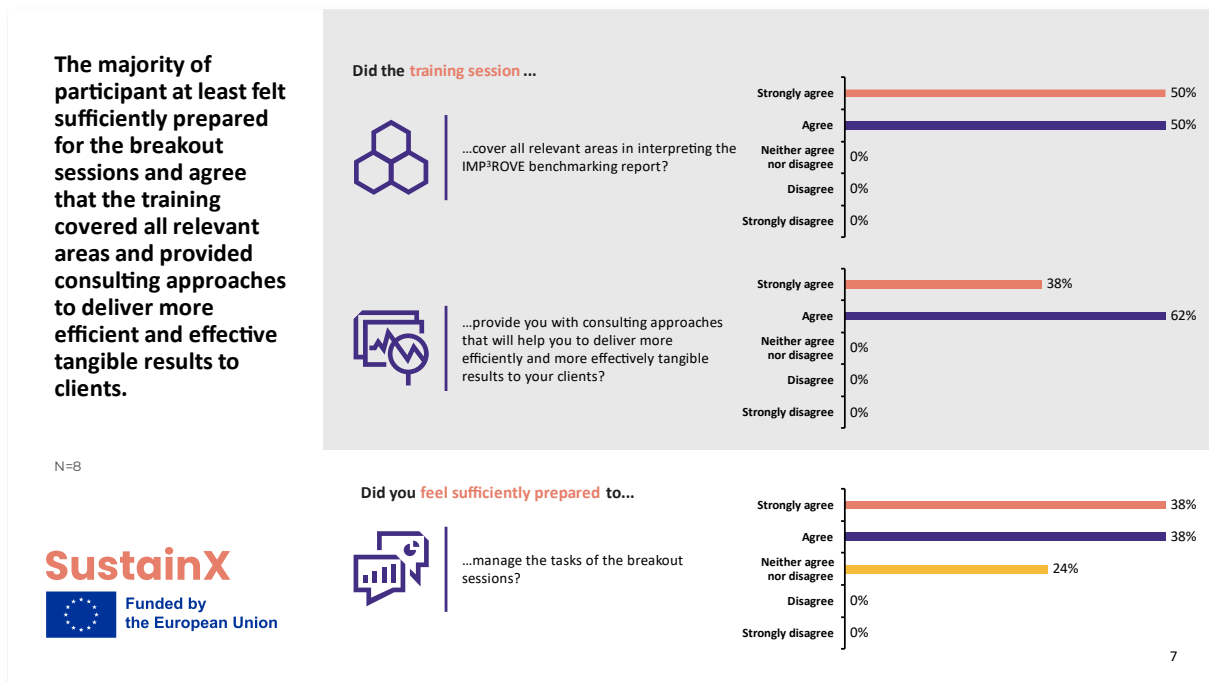 The majority of
participant at least felt
sufficiently prepared
for the breakout
sessions and agree
that the training
covered all relevant
areas and provided
consulting approaches
to deliver more
efficient and effective
tangible results to
clients.
N=8
SustainX
Funded by
the European Union
Did the training session ...
...cover all relevant areas in interpreting the
IMP³ROVE benchmarking report?
Strongly agree 50%
Agree 50%
Neither agree
nor disagree 0%
Disagree 0%
Strongly disagree 0%
...provide you with consulting approaches
that will help you to deliver more
efficiently and more effectively tangible
results to your clients?
Strongly agree 38%
Agree 62%
Neither agree
nor disagree 0%
Disagree 0%
Strongly disagree 0%
Did you feel sufficiently prepared to...
...manage the tasks of the breakout
sessions?
Strongly agree 38%
Agree 38%
Neither agree
nor disagree 24%
Disagree 0%
Strongly disagree 0%
7